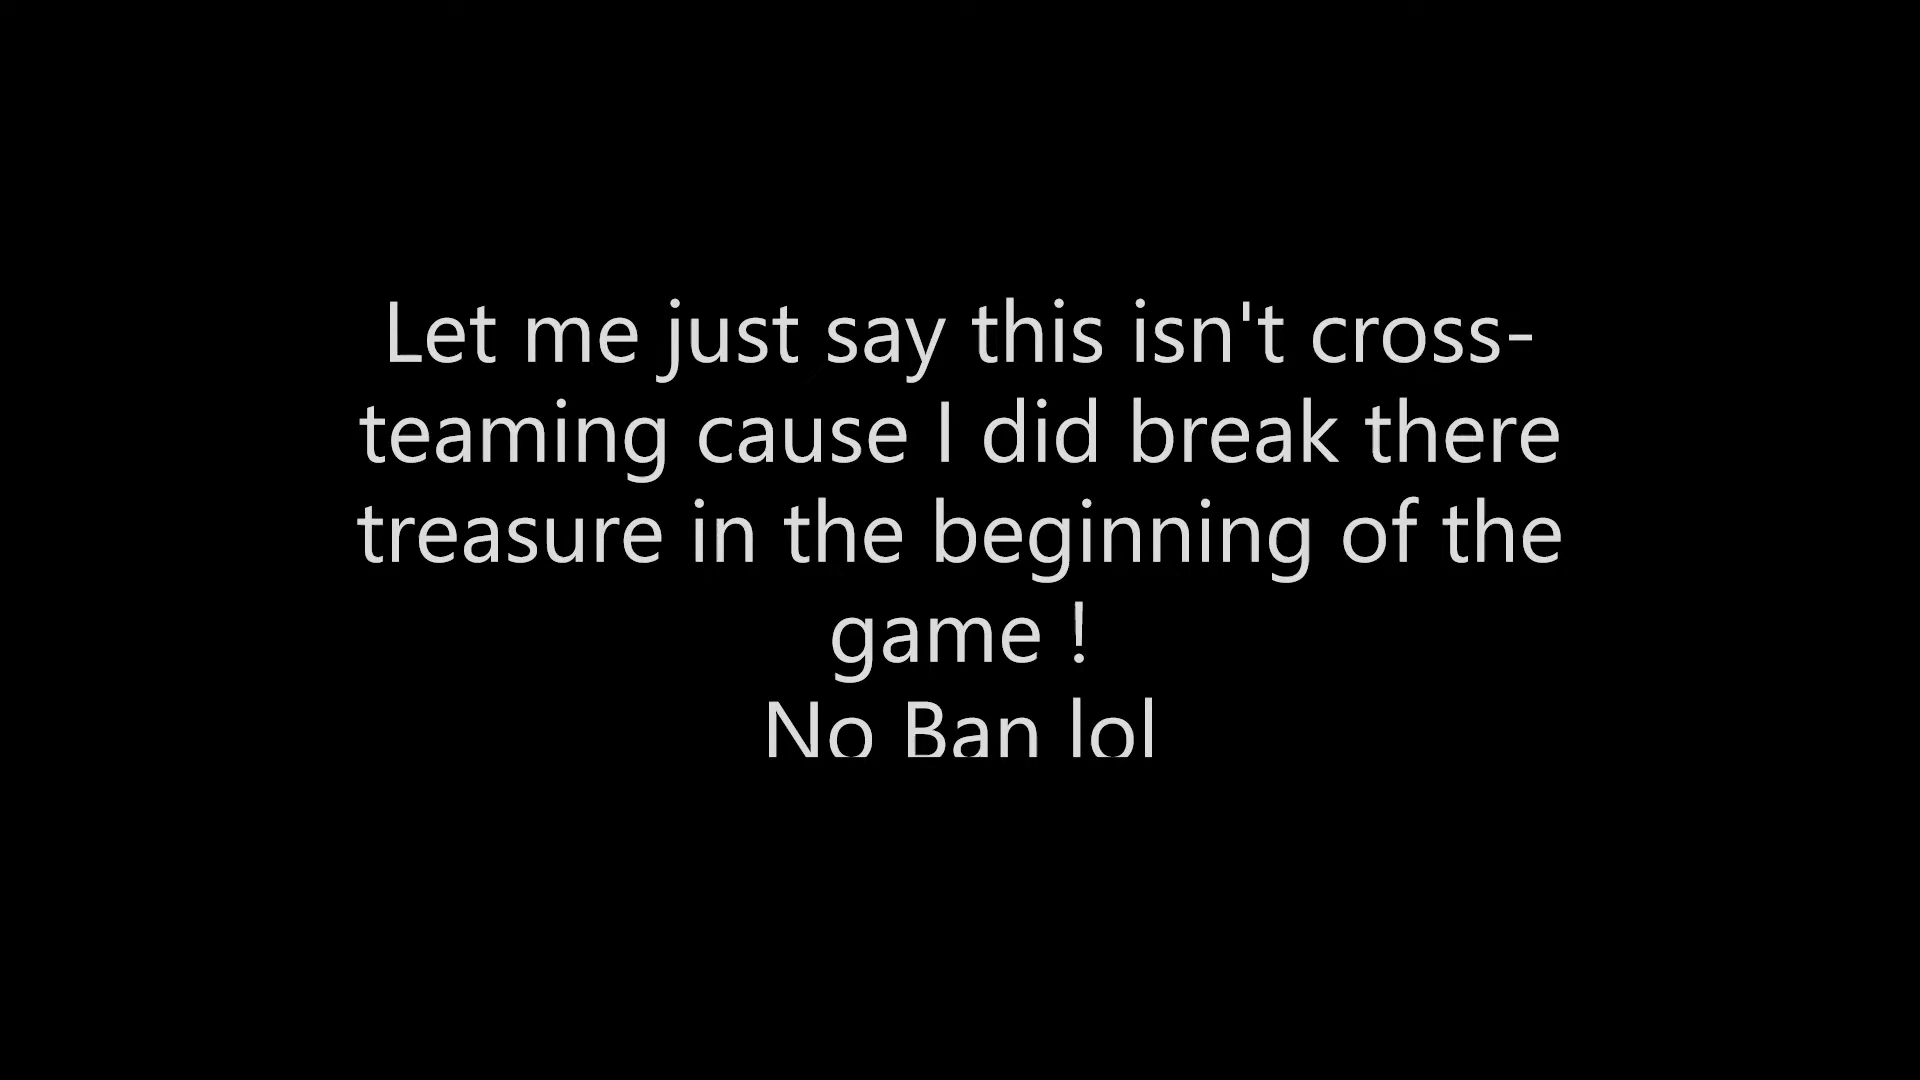 Let me just say this isn't cross-
teaming cause I did break there
treasure in the beginning of the
game !
No Ban lol